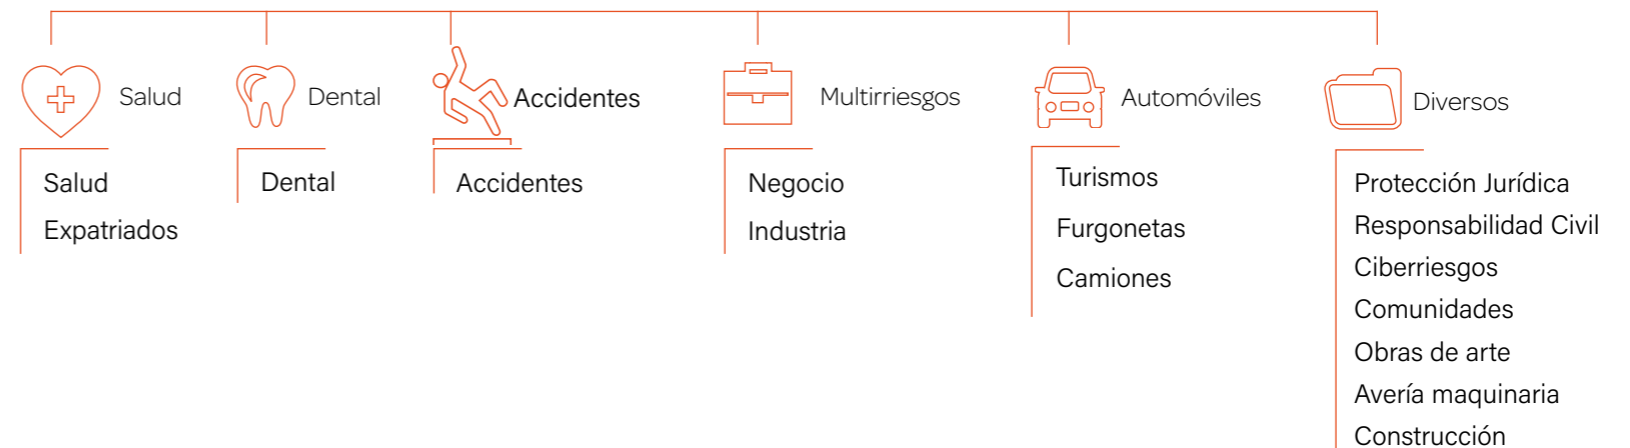 Salud
Dental
Accidentes
Multirriesgos
Automóviles
Diversos
Salud
Expatriados
Dental
Accidentes
Negocio
Industria
Turismos
Furgonetas
Camiones
Protección Jurídica
Responsabilidad Civil
Ciberriesgos
Comunidades
Obras de arte
Avería maquinaria
Construcción